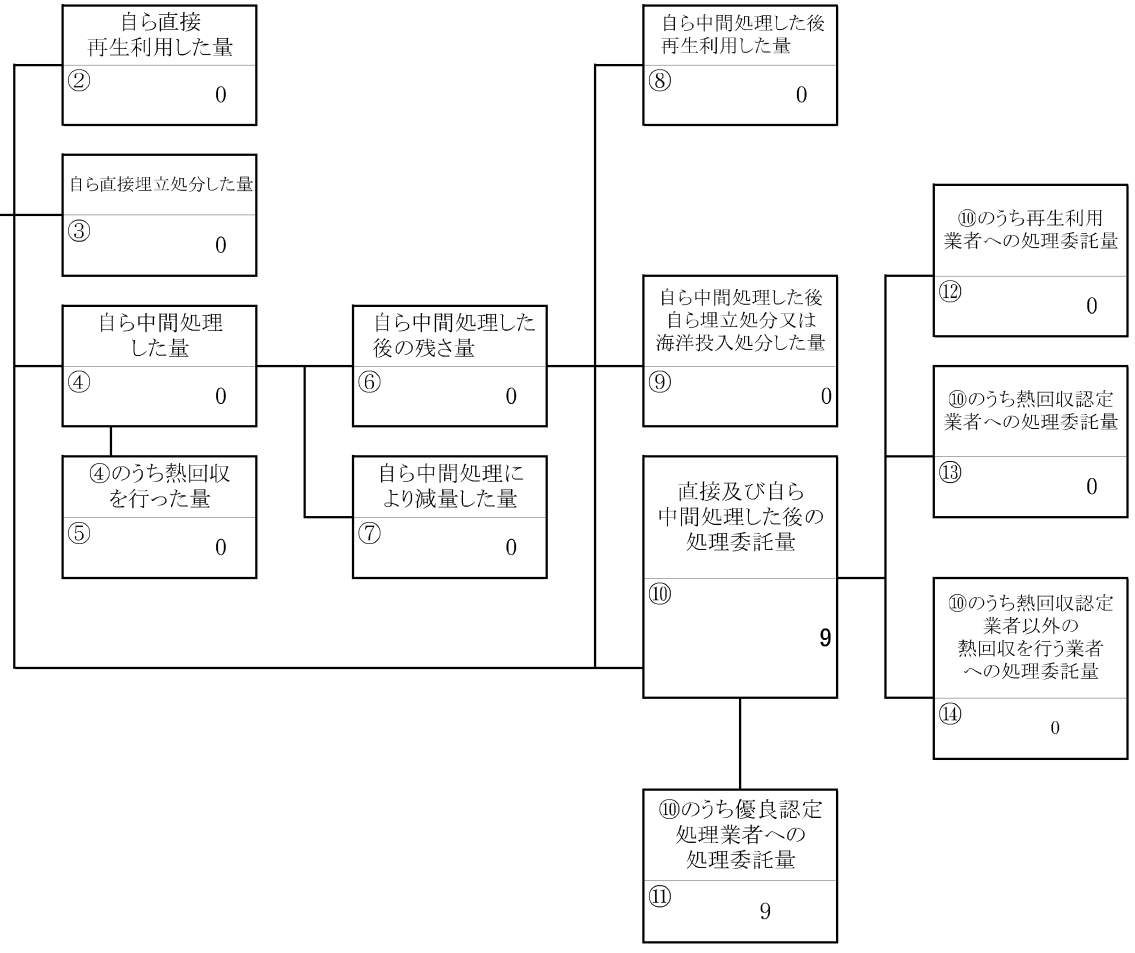 自ら直接
再生利用した量
②
0
自ら直接埋立処分した量
③
0
自ら中間処理
した量
④
0
④のうち熱回収
を行った量
⑤
0
自ら中間処理した
後の残さ量
⑥
0
自ら中間処理に
より減量した量
⑦
0
自ら中間処理した後
再生利用した量
⑧
0
自ら中間処理した後
自ら埋立処分又は
海洋投入処分した量
⑨
0
直接及び自ら
中間処理した後の
処理委託量
⑩
9
⑩のうち優良認定
処理業者への
処理委託量
⑪
9
⑩のうち再生利用
業者への処理委託量
⑫
0
⑩のうち熱回収認定
業者への処理委託量
⑬
0
⑩のうち熱回収認定
業者以外の
熱回収を行う業者
への処理委託量
⑭
0